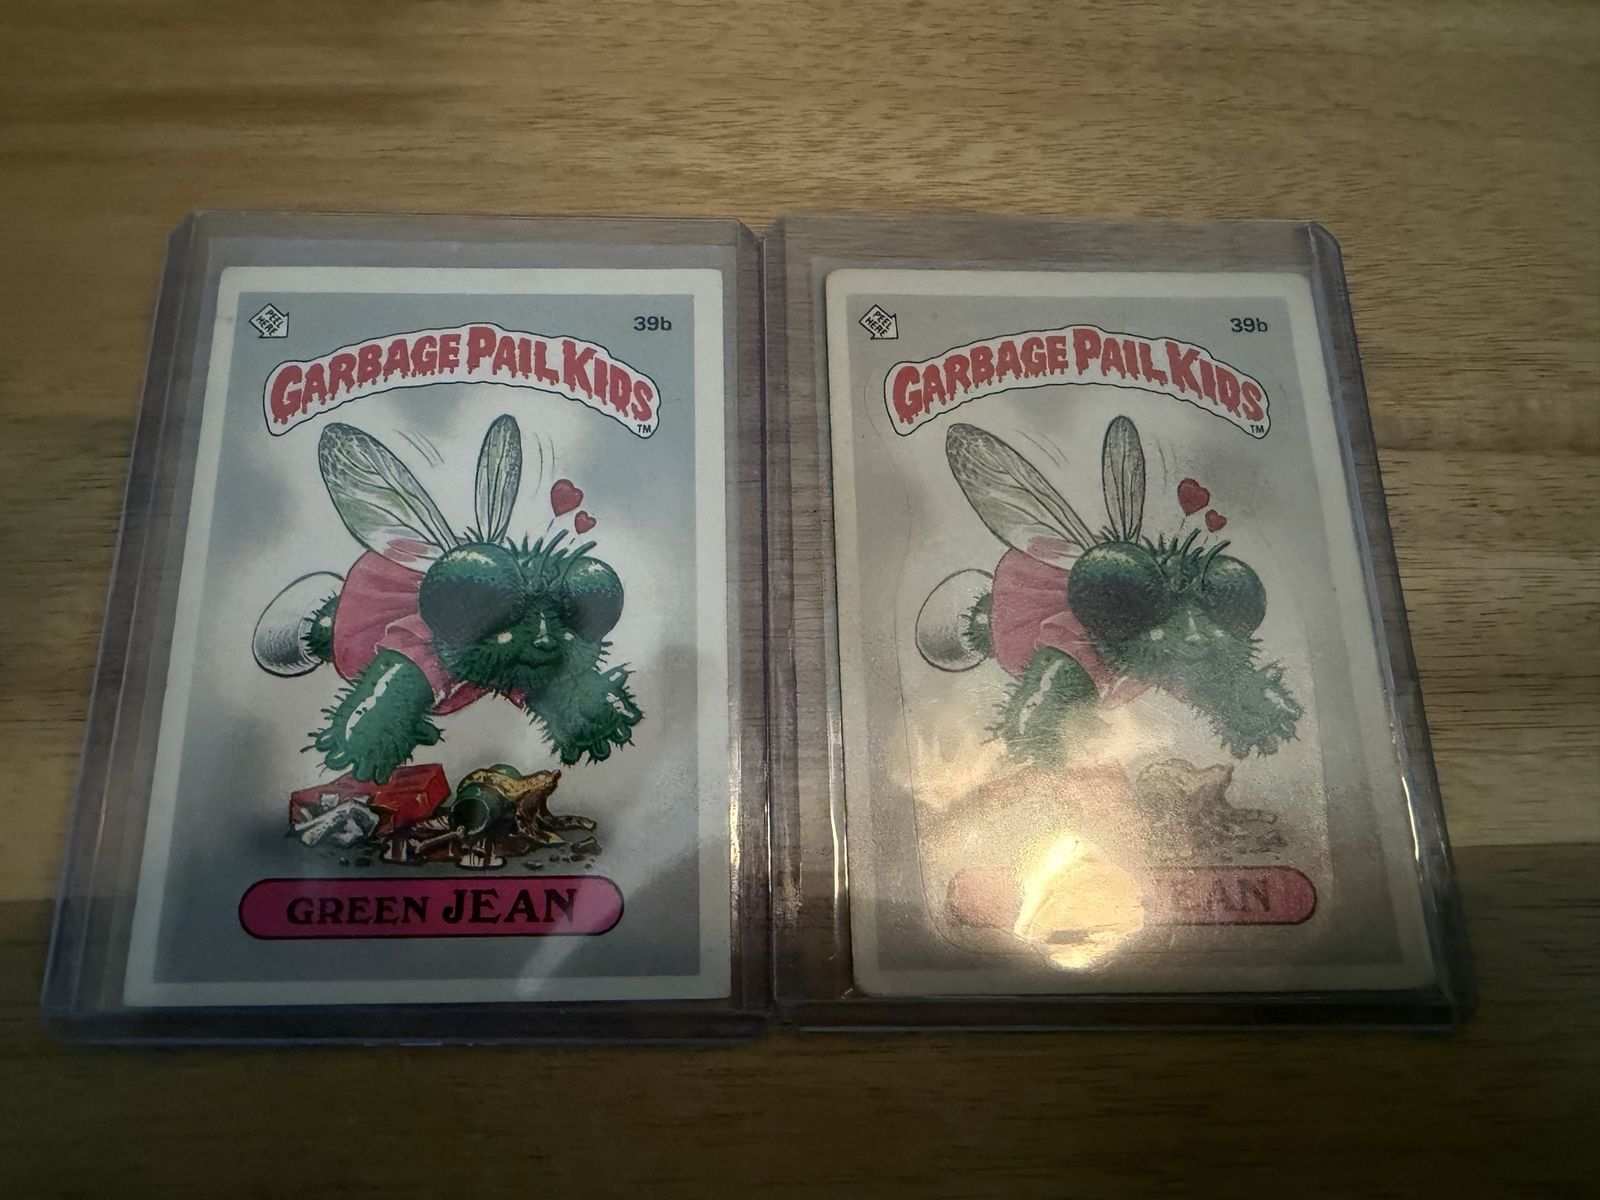 PEEL
HERE
39b
GARBAGE PAIL KIDS
TM
GREEN JEAN
PEEL
HERE
39b
GARBAGE PAIL KIDS
TM
JEAN